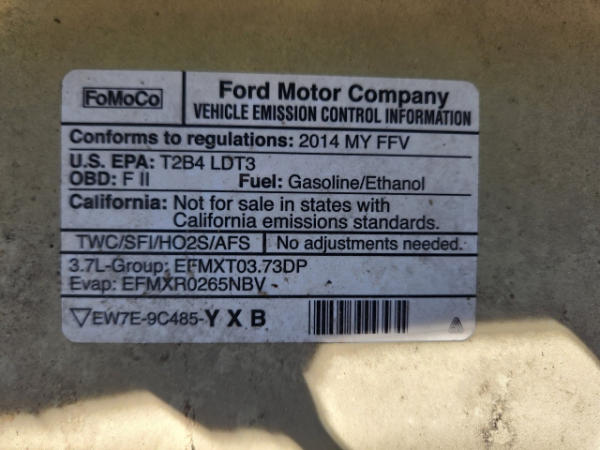 FoMoCo
Ford Motor Company
VEHICLE EMISSION CONTROL INFORMATION
Conforms to regulations: 2014 MY FFV
U.S. EPA: T2B4 LDT3
OBD: F II Fuel: Gasoline/Ethanol
California: Not for sale in states with
California emissions standards.
TWC/SFI/HO2S/AFS No adjustments needed.
3.7L-Group: EFMXT03.73DP
Evap: EFMXR0265NBV
EW7E-9C485-Y X B